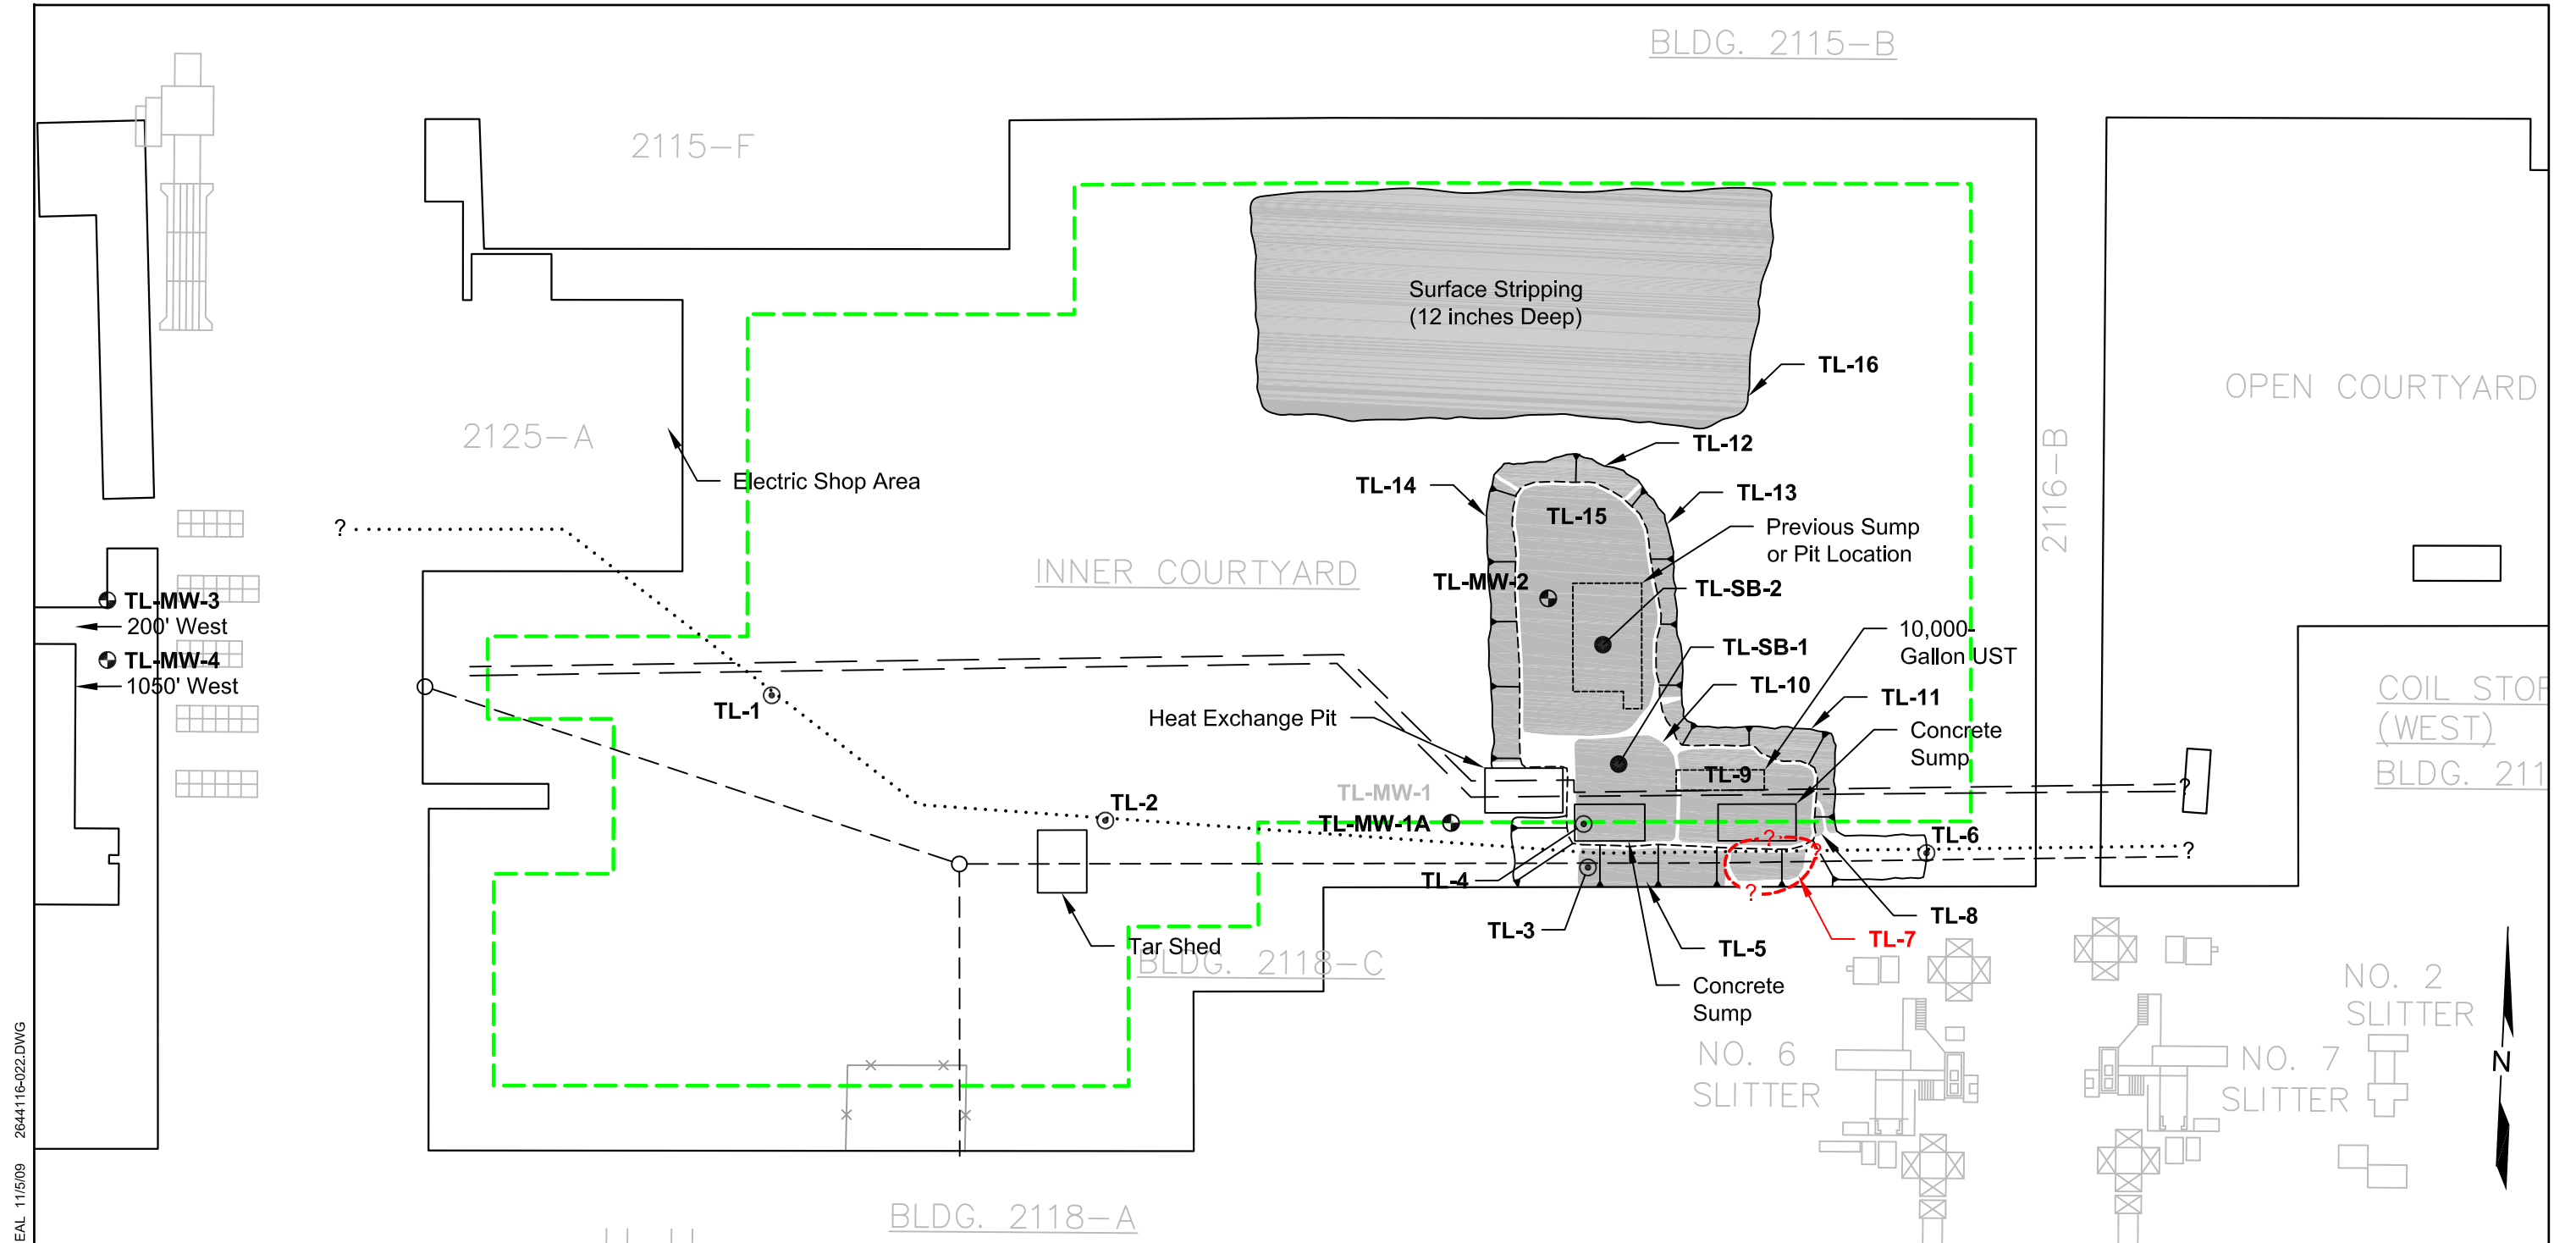 BLDG. 2115-B
2115-F
Surface Stripping
(12 inches Deep)
TL-16
OPEN COURTYARD
2125-A
Electric Shop Area
TL-12
TL-14
TL-13
TL-15
Previous Sump
or Pit Location
2116-B
?
INNER COURTYARD
TL-MW-2
TL-SB-2
TL-MW-3
200' West
TL-MW-4
1050' West
10,000-
Gallon UST
TL-SB-1
TL-10
TL-11
TL-1
Heat Exchange Pit
Concrete
Sump
(WEST)
TL-9
?
TL-MW-1
TL-2
TL-MW-1A
?
?
TL-6
?
TL-4
?
TL-8
TL-3
TL-5
TL-7
Tar Shed
BLDG. 2118-C
Concrete
Sump
NO. 2
SLITTER
NO. 6
SLITTER
NO. 7
SLITTER
N
BLDG. 2118-A
EAL 11/5/09 2644116-022.DWG